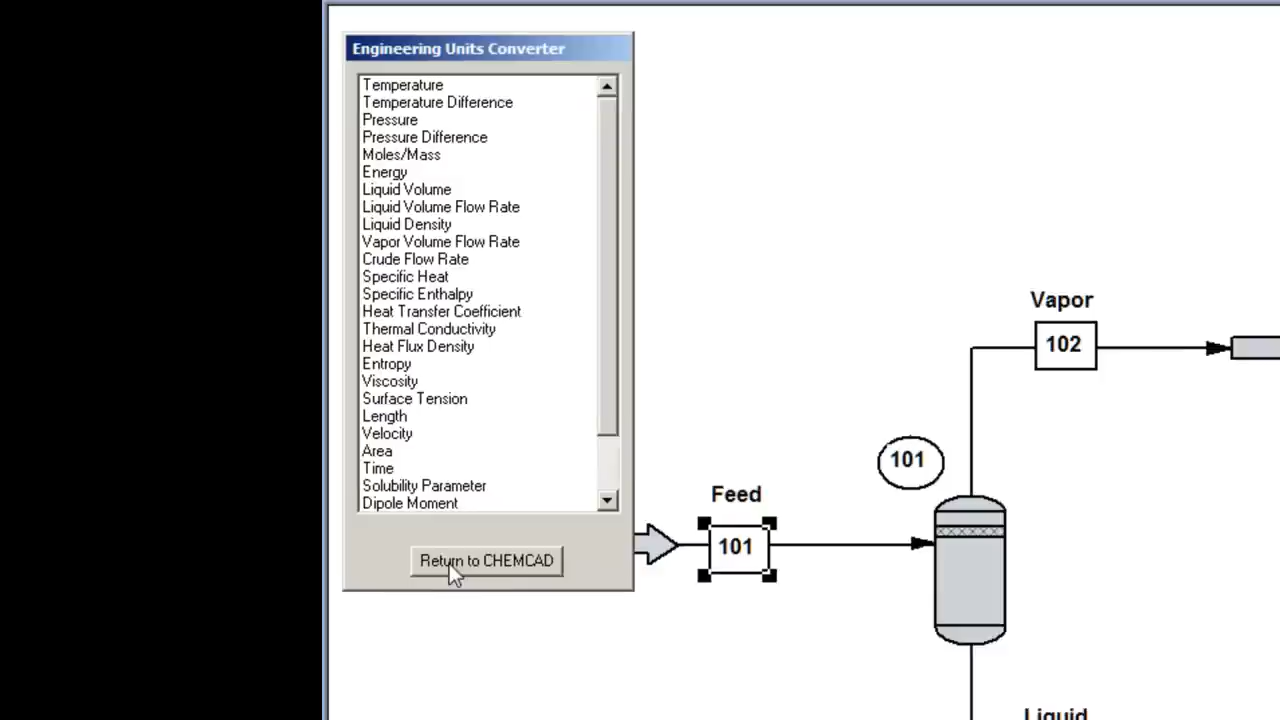 Engineering Units Converter
Temperature
Temperature Difference
Pressure
Pressure Difference
Moles/Mass
Energy
Liquid Volume
Liquid Volume Flow Rate
Liquid Density
Vapor Volume Flow Rate
Crude Flow Rate
Specific Heat
Specific Enthalpy
Heat Transfer Coefficient
Thermal Conductivity
Heat Flux Density
Entropy
Viscosity
Surface Tension
Length
Velocity
Area
Time
Solubility Parameter
Dipole Moment
Return to CHEMCAD
Vapor
102
101
Feed
101
Liquid